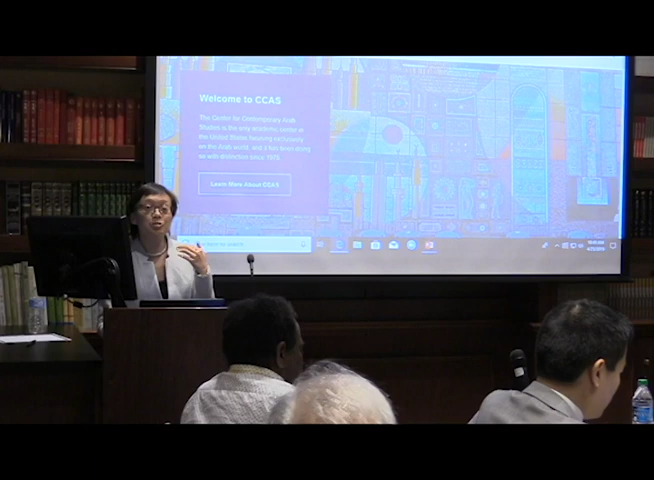 Welcome to CCAS
The Center for Contemporary Arab
Studies is the only academic center in
the United States focusing exclusively
on the Arab world, and it has been doing
so with distinction since 1975.
Learn More About CCAS